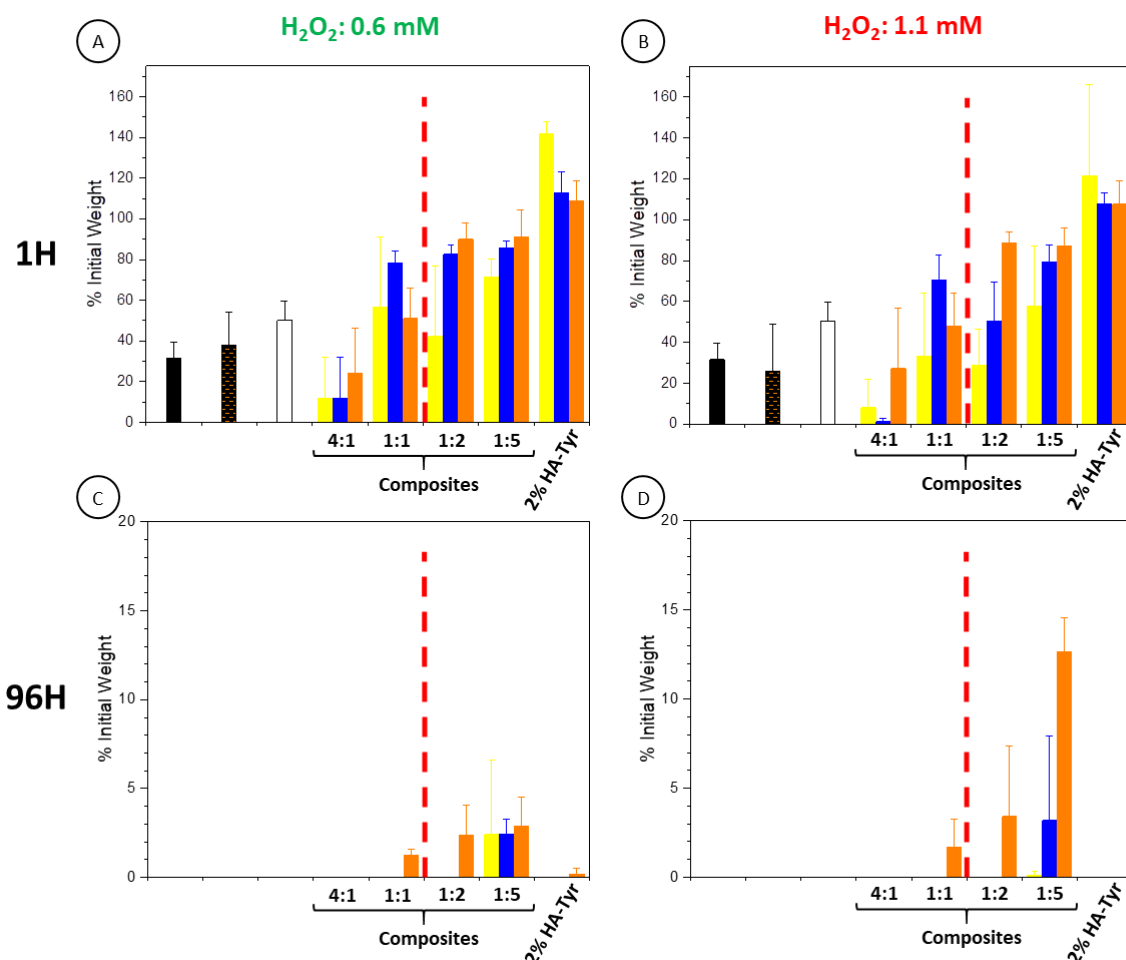 H₂O₂: 0.6 mM
H₂O₂: 1.1 mM
A
B
1H
% Initial Weight
160
140
120
100
80
60
40
20
0
4:1 1:1 1:2 1:5 2% HA-Tyr
Composites
% Initial Weight
160
140
120
100
80
60
40
20
0
4:1 1:1 1:2 1:5 2% HA-Tyr
Composites
C
D
96H
% Initial Weight
20
15
10
5
0
4:1 1:1 1:2 1:5 2% HA-Tyr
Composites
% Initial Weight
20
15
10
5
0
4:1 1:1 1:2 1:5 2% HA-Tyr
Composites